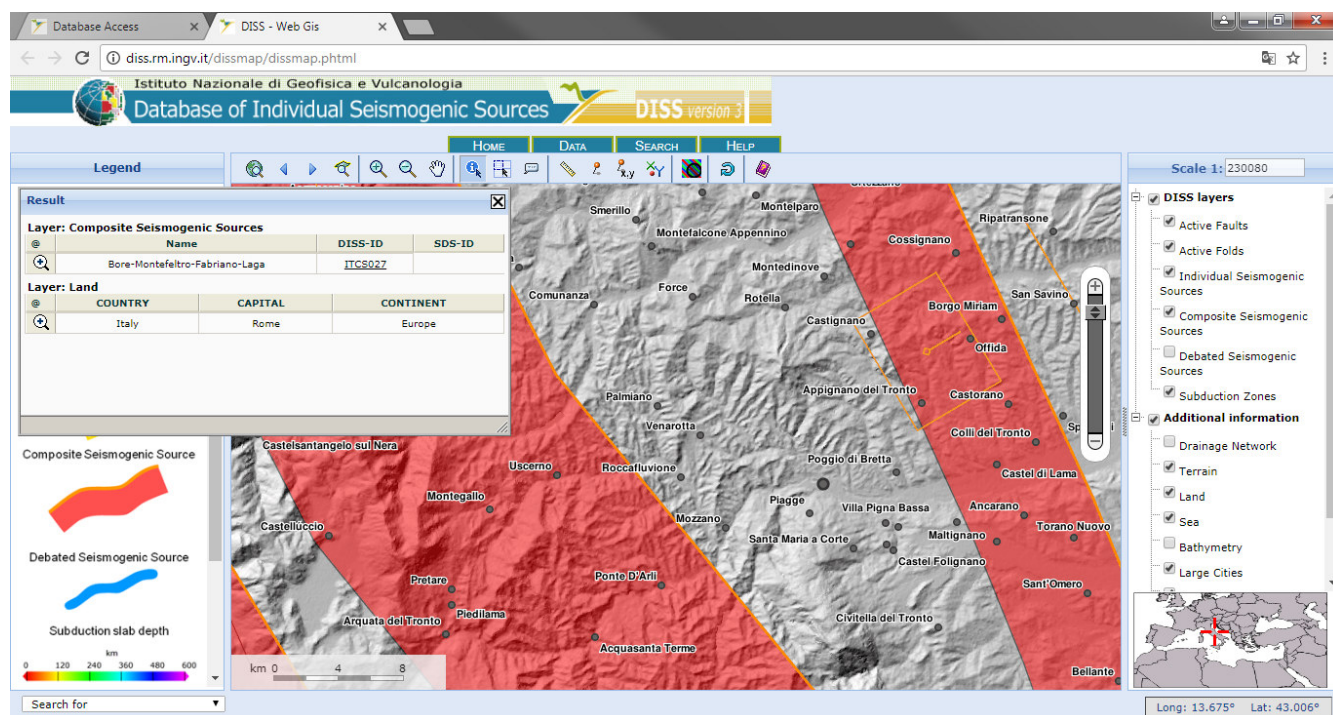 Database Access
DISS - Web Gis
diss.rm.ingv.it/dissmap/dissmap.phtml
Istituto Nazionale di Geofisica e Vulcanologia
Database of Individual Seismogenic Sources
DISS version 3
HOME DATA SEARCH HELP
Legend
Scale 1: 230080
Result
Layer: Composite Seismogenic Sources
@ Name DISS-ID SDS-ID
Bore-Montefeltro-Fabriano-Laga ITCS027
Layer: Land
@ COUNTRY CAPITAL CONTINENT
Italy Rome Europe
Composite Seismogenic Source
Debated Seismogenic Source
Subduction slab depth
km
0 120 240 360 480 600
Search for
Smerillo
Montelparo
Montefalcone Appennino
Cossignano
Ripatransone
Montedinove
Comunanza
Force
Rotella
San Savino
Borgo Miriam
Castignano
Offida
Palmiano
Appignano del Tronto
Castorano
Venarotta
Colli del Tronto
Castelsantangelo sul Nera
Uscerno
Roccafluvione
Poggio di Bretta
Castel di Lama
Montegallo
Piagge
Villa Pigna Bassa
Ancarano
Castelluccio
Mozzano
Santa Maria a Corte
Maltignano
Torano Nuovo
Castel Folignano
Pretare
Ponte D'Arli
Sant'Omero
Piedilama
Arquata del Tronto
Civitella del Tronto
Acquasanta Terme
Bellante
km 0 4 8
DISS layers
Active Faults
Active Folds
Individual Seismogenic
Sources
Composite Seismogenic
Sources
Debated Seismogenic
Sources
Subduction Zones
Additional information
Drainage Network
Terrain
Land
Sea
Bathymetry
Large Cities
Long: 13.675° Lat: 43.006°